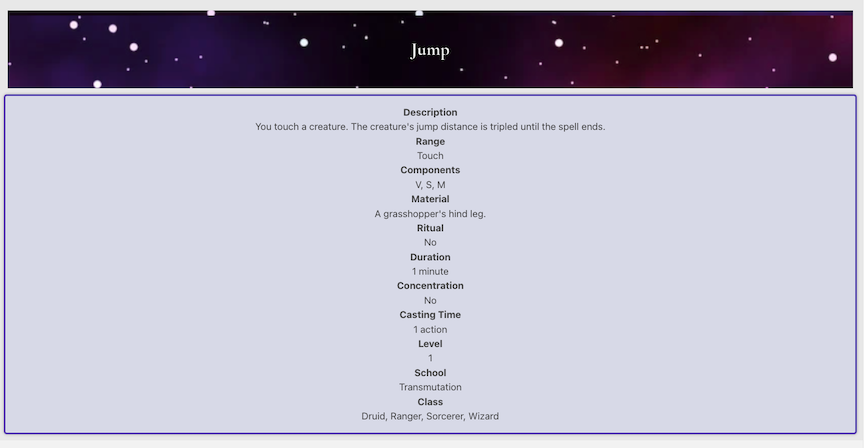 Jump
Description
You touch a creature. The creature's jump distance is tripled until the spell ends.
Range
Touch
Components
V, S, M
Material
A grasshopper's hind leg.
Ritual
No
Duration
1 minute
Concentration
No
Casting Time
1 action
Level
1
School
Transmutation
Class
Druid, Ranger, Sorcerer, Wizard